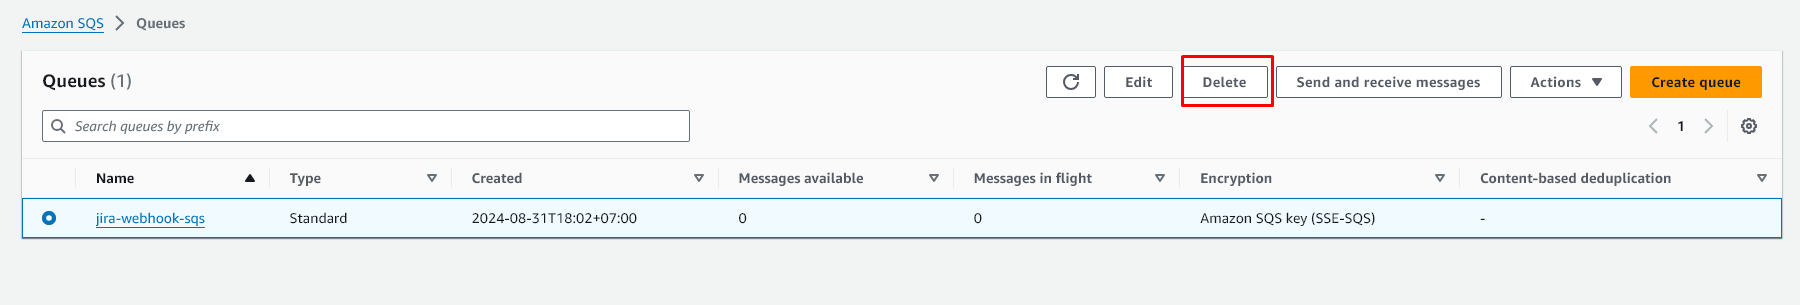 Amazon SQS > Queues
Queues (1) Edit Delete Send and receive messages Actions Create queue
Search queues by prefix 1
Name Type Created Messages available Messages in flight Encryption Content-based deduplication
jira-webhook-sqs Standard 2024-08-31T18:02+07:00 0 0 Amazon SQS key (SSE-SQS) -